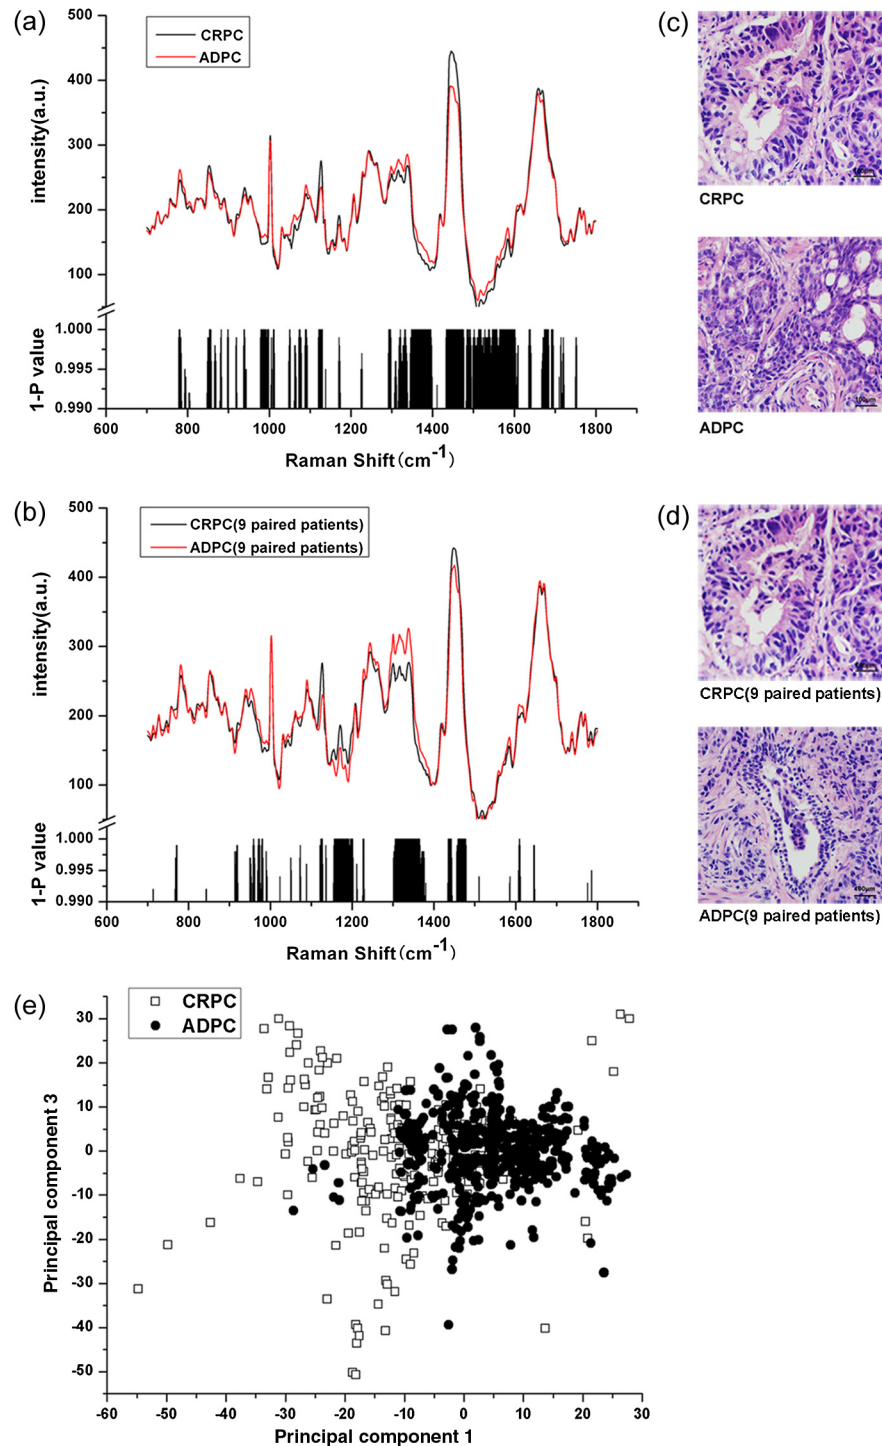 (a)
500
400
300
200
100
intensity(a.u.)
CRPC
ADPC
1.000
0.995
0.990
1-P value
600 800 1000 1200 1400 1600 1800
Raman Shift(cm-1)
(c)
100μm
CRPC
100μm
ADPC
(b)
500
400
300
200
100
intensity(a.u.)
CRPC(9 paired patients)
ADPC(9 paired patients)
1.000
0.995
0.990
1-P value
600 800 1000 1200 1400 1600 1800
Raman Shift(cm-1)
(d)
CRPC(9 paired patients)
ADPC(9 paired patients)
(e)
CRPC
ADPC
30
20
10
0
-10
-20
-30
-40
-50
Principal component 3
-60 -50 -40 -30 -20 -10 0 10 20 30
Principal component 1